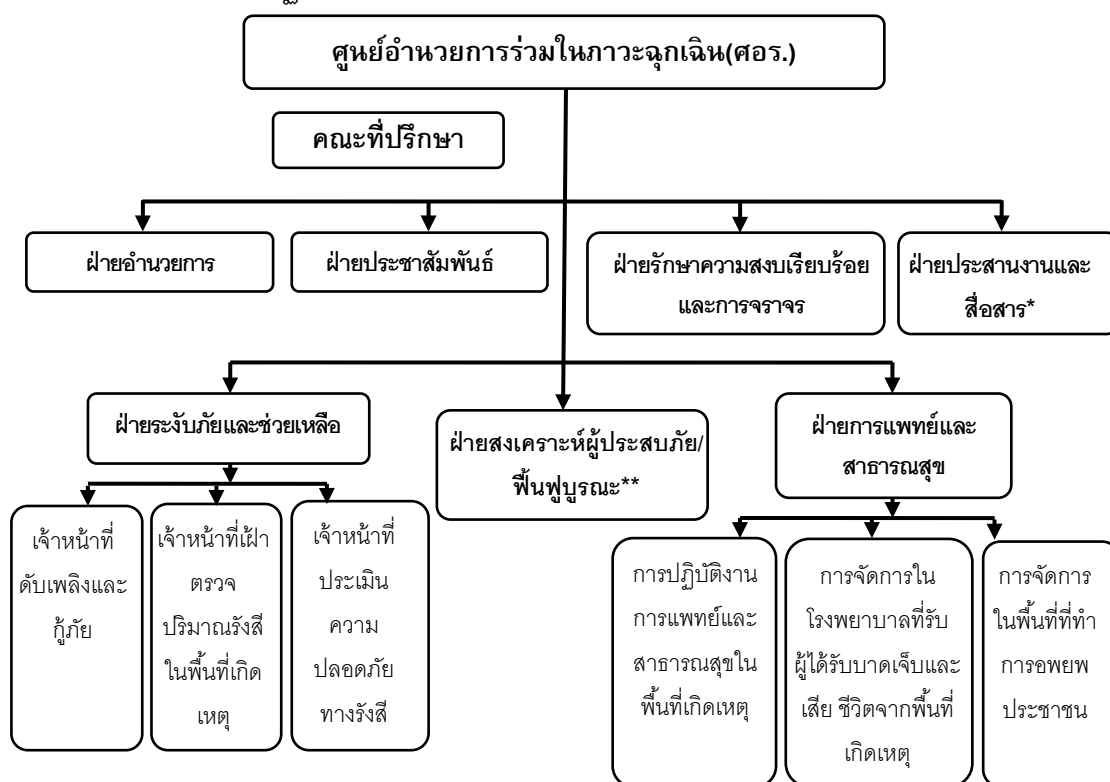 ศูนย์อำนวยการร่วมในภาวะฉุกเฉิน(ศอร.)
คณะที่ปรึกษา
ฝ่ายอำนวยการ
ฝ่ายประชาสัมพันธ์
ฝ่ายรักษาความสงบเรียบร้อย
และการจราจร
ฝ่ายประสานงานและ
สื่อสาร*
ฝ่ายระงับภัยและช่วยเหลือ
ฝ่ายสงเคราะห์ผู้ประสบภัย/
ฟื้นฟูบูรณะ**
ฝ่ายการแพทย์และ
สาธารณสุข
เจ้าหน้าที่
ดับเพลิงและ
กู้ภัย
เจ้าหน้าที่เฝ้า
ตรวจ
ปริมาณรังสี
ในพื้นที่เกิด
เหตุ
เจ้าหน้าที่
ประเมิน
ความ
ปลอดภัย
ทางรังสี
การปฏิบัติงาน
การแพทย์และ
สาธารณสุขใน
พื้นที่เกิดเหตุ
การจัดการใน
โรงพยาบาลที่รับ
ผู้ได้รับบาดเจ็บและ
เสีย ชีวิตจากพื้นที่
เกิดเหตุ
การจัดการ
ในพื้นที่ที่ทำ
การอพยพ
ประชาชน